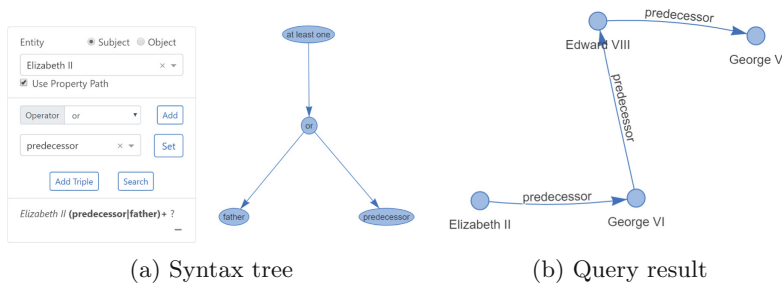 Entity Subject Object
Elizabeth II
Use Property Path
Operator or Add
predecessor Set
Add Triple Search
Elizabeth II (predecessor|father)+ ?
at least one
or
father predecessor
(a) Syntax tree
predecessor
Edward VIII
George V
predecessor
predecessor
Elizabeth II
George VI
(b) Query result